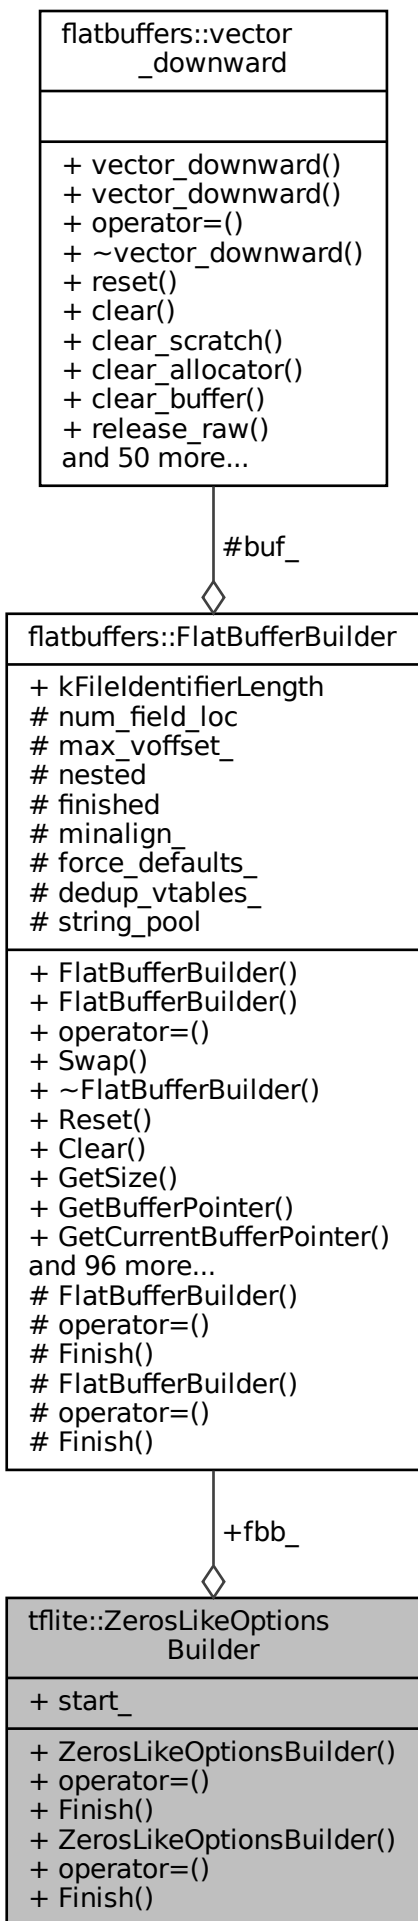 flatbuffers::vector
_downward
+ vector_downward()
+ vector_downward()
+ operator=()
+ ~vector_downward()
+ reset()
+ clear()
+ clear_scratch()
+ clear_allocator()
+ clear_buffer()
+ release_raw()
and 50 more...
#buf_
flatbuffers::FlatBufferBuilder
+ kFileIdentifierLength
# num_field_loc
# max_voffset_
# nested
# finished
# minalign_
# force_defaults_
# dedup_vtables_
# string_pool
+ FlatBufferBuilder()
+ FlatBufferBuilder()
+ operator=()
+ Swap()
+ ~FlatBufferBuilder()
+ Reset()
+ Clear()
+ GetSize()
+ GetBufferPointer()
+ GetCurrentBufferPointer()
and 96 more...
# FlatBufferBuilder()
# operator=()
# Finish()
# FlatBufferBuilder()
# operator=()
# Finish()
+fbb_
tflite::ZerosLikeOptions
Builder
+ start_
+ ZerosLikeOptionsBuilder()
+ operator=()
+ Finish()
+ ZerosLikeOptionsBuilder()
+ operator=()
+ Finish()